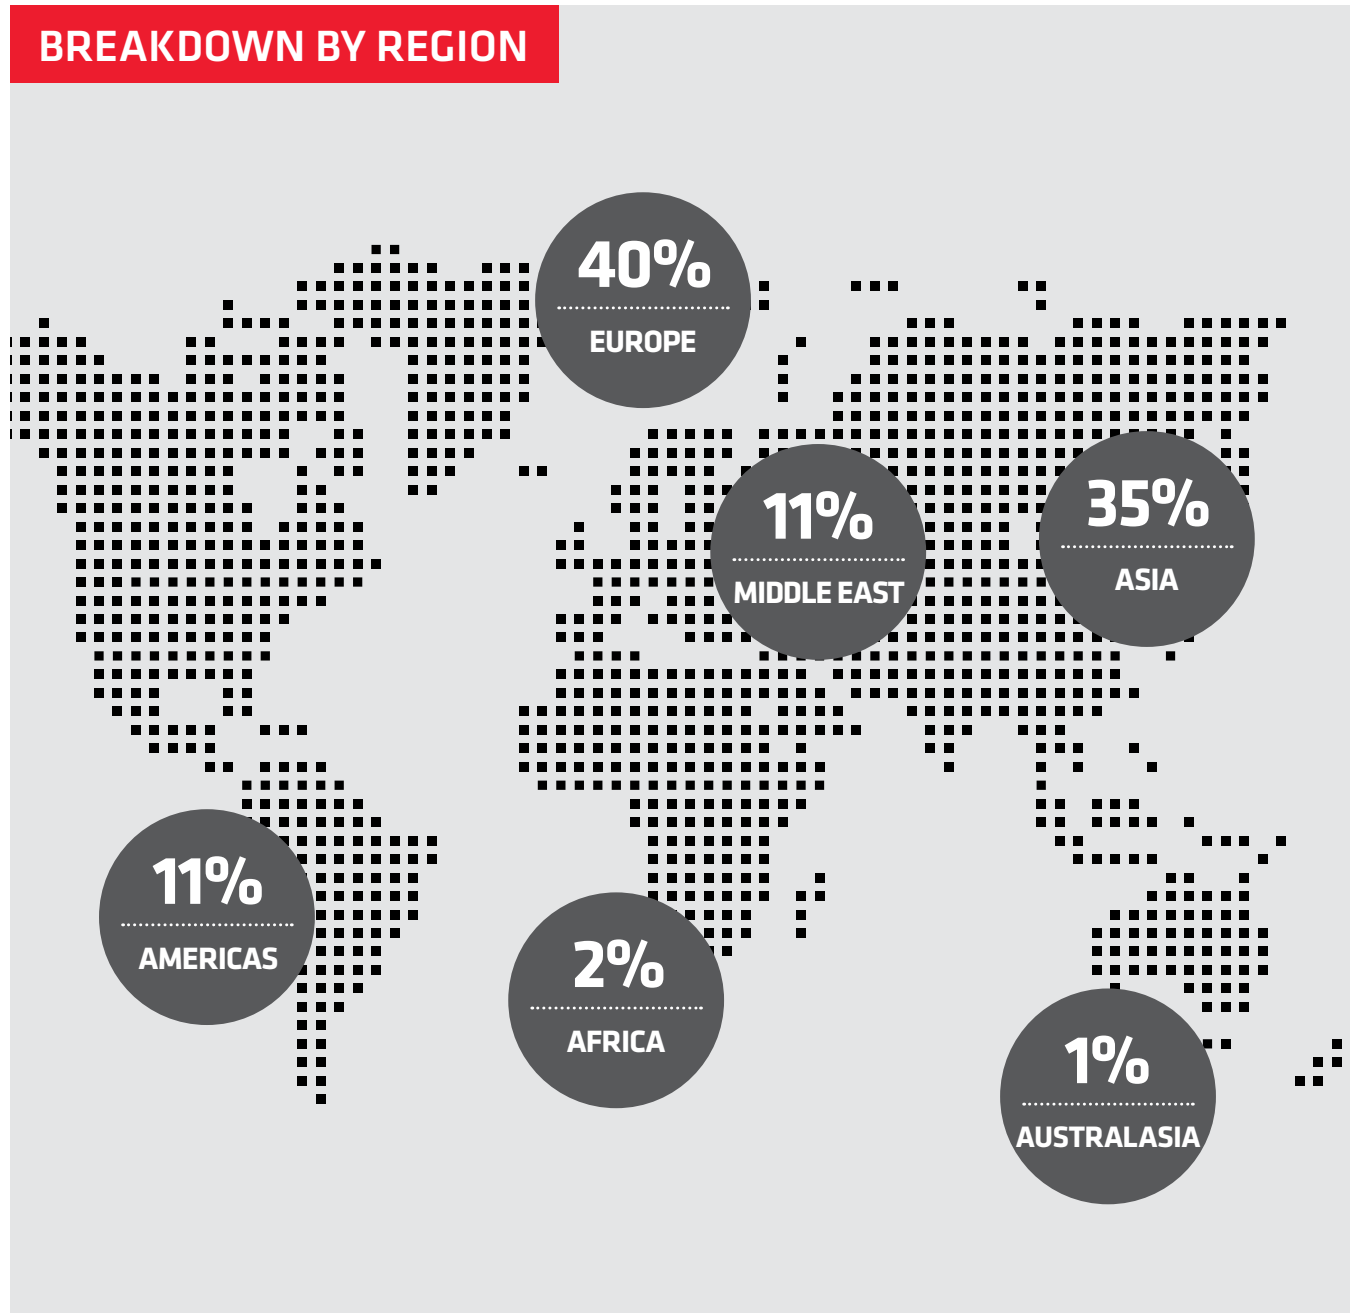 BREAKDOWN BY REGION
40%
EUROPE
11%
MIDDLE EAST
35%
ASIA
11%
AMERICAS
2%
AFRICA
1%
AUSTRALASIA